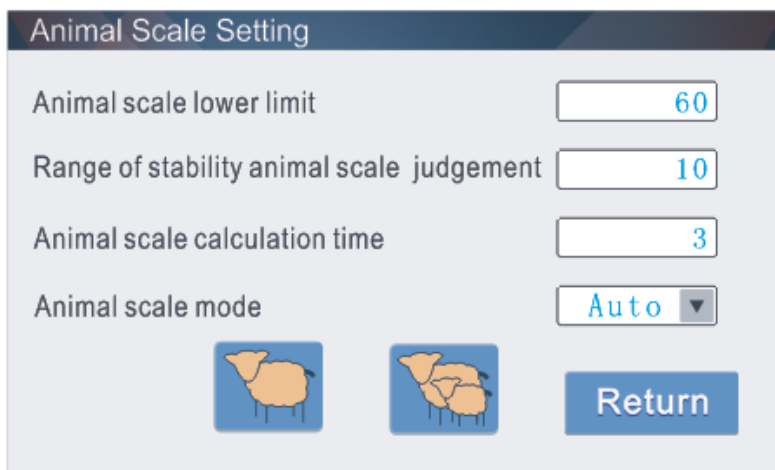 Animal Scale Setting
Animal scale lower limit 60
Range of stability animal scale judgement 10
Animal scale calculation time 3
Animal scale mode Auto
Return